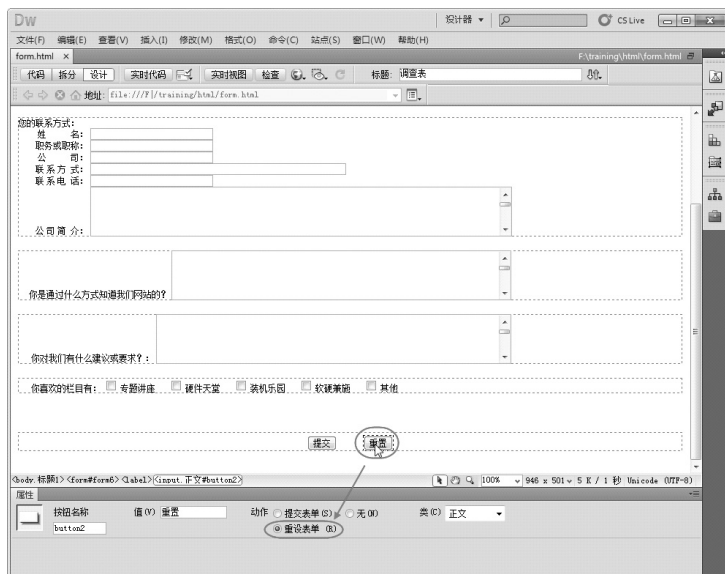 Dw
设计器
CS Live
文件(F) 编辑(E) 查看(V) 插入(I) 修改(M) 格式(O) 命令(C) 站点(S) 窗口(W) 帮助(H)
form.html ×
F:\training\html\form.html
代码 拆分 设计 实时代码 实时视图 检查 标题: 调查表
地址: file:///F|/training/html/form.html
您的联系方式:
姓 名:
职务或职称:
公 司:
联系方式:
联系电话:
公司简介:
你是通过什么方式知道我们网站的?
你对我们有什么建议或要求?:
你喜欢的栏目有: 专题讲座 硬件天堂 装机乐园 软硬兼施 其他
提交 重置
<body.标题1> <form#form6> <label> <input.正文#button2>
100% 946 x 501 5 K / 1 秒 Unicode (UTF-8)
属性
按钮名称 值(V) 重置 动作 提交表单(S) 无(N) 类(C) 正文
button2 重设表单(R)